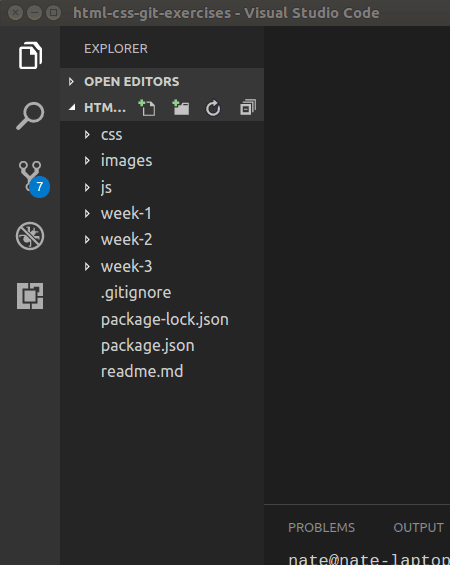 html-css-git-exercises - Visual Studio Code
EXPLORER
OPEN EDITORS
HTM...
css
images
js
week-1
7
week-2
week-3
.gitignore
package-lock.json
package.json
readme.md
PROBLEMS OUTPUT
nate@nate-laptop